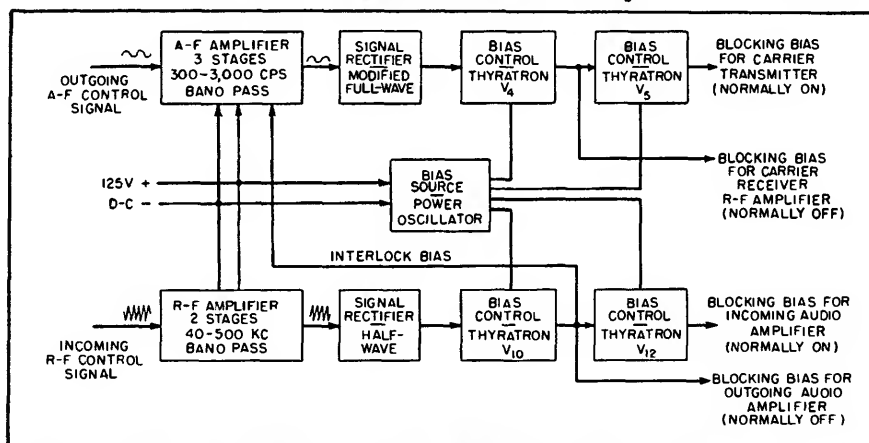 A-F AMPLIFIER
3 STAGES
300-3,000 CPS
BANO PASS
SIGNAL
RECTIFIER
MODIFIED
FULL-WAVE
BIAS
CONTROL
THYRATRON
V4
BIAS
CONTROL
THYRATRON
V5
BLOCKING BIAS
FOR CARRIER
TRANSMITTER
(NORMALLY ON)
OUTGOING
A-F CONTROL
SIGNAL
BLOCKING BIAS
FOR CARRIER
RECEIVER
R-F AMPLIFIER
(NORMALLY OFF)
125V +
D-C -
BIAS
SOURCE
POWER
OSCILLATOR
INTERLOCK BIAS
R-F AMPLIFIER
2 STAGES
40-500 KC
BANO PASS
SIGNAL
RECTIFIER
HALF-
WAVE
BIAS
CONTROL
THYRATRON
V10
BIAS
CONTROL
THYRATRON
V12
BLOCKING BIAS FOR
INCOMING AUDIO
AMPLIFIER
(NORMALLY ON)
INCOMING
R-F CONTROL
SIGNAL
BLOCKING BIAS FOR
OUTGOING AUDIO
AMPLIFIER
(NORMALLY OFF)